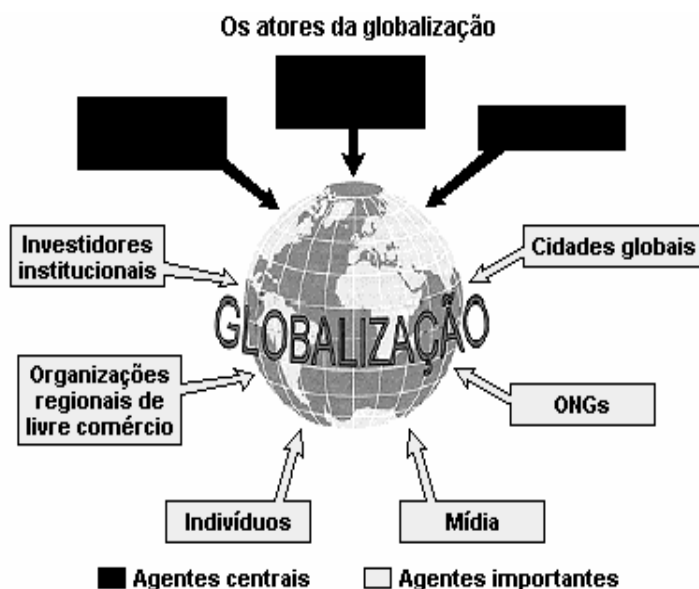 Os atores da globalização
Investidores
institucionais
Cidades globais
GLOBALIZAÇÃO
Organizações
regionais de
livre comércio
ONGs
Indivíduos
Mídia
Agentes centrais
Agentes importantes